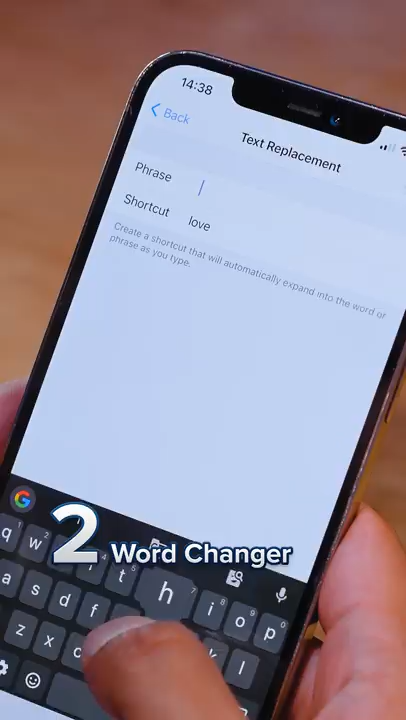 14:38
Back
Text Replacement
Phrase
Shortcut love
Create a shortcut that will automatically expand into the word or
phrase as you type.
G
2 Word Changer
q w t h i o p
a s d f l
z x c